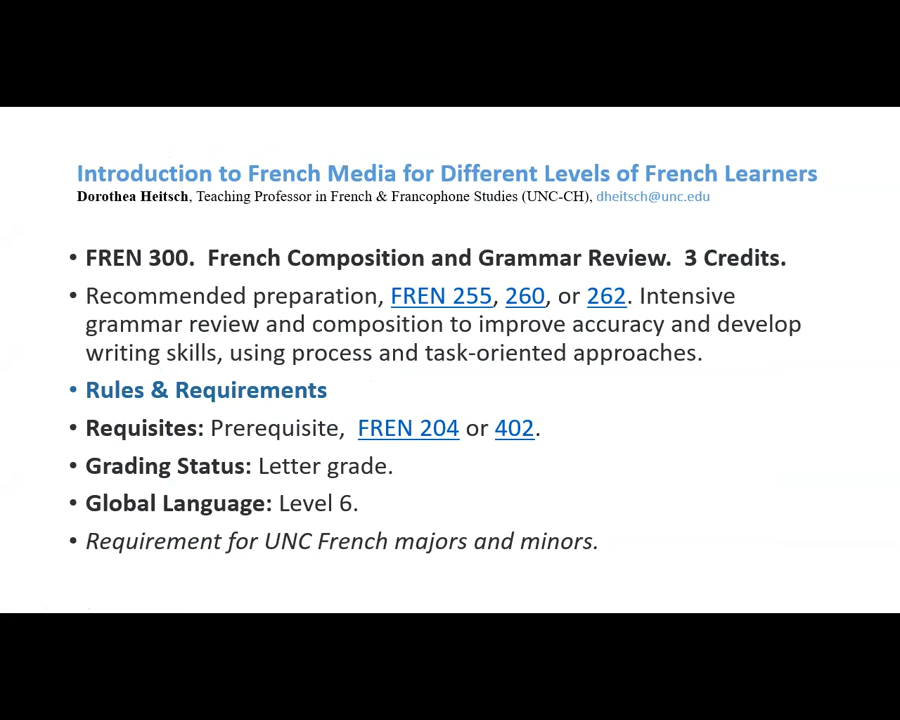 Introduction to French Media for Different Levels of French Learners
Dorothea Heitsch, Teaching Professor in French & Francophone Studies (UNC-CH), dheitsch@unc.edu
• FREN 300.  French Composition and Grammar Review.  3 Credits.
• Recommended preparation, FREN 255, 260, or 262. Intensive
grammar review and composition to improve accuracy and develop
writing skills, using process and task-oriented approaches.
• Rules & Requirements
• Requisites: Prerequisite,  FREN 204 or 402.
• Grading Status: Letter grade.
• Global Language: Level 6.
• Requirement for UNC French majors and minors.